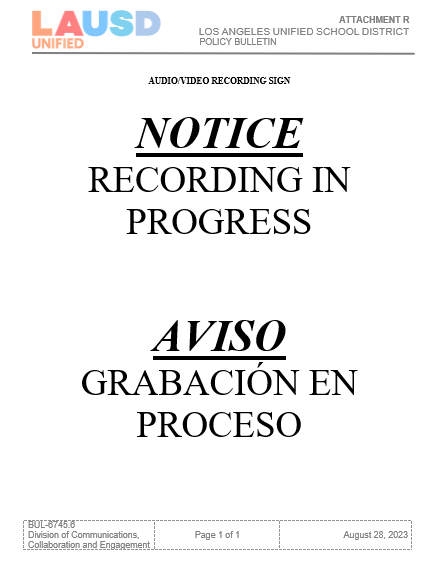 LAUSD
UNIFIED
ATTACHMENT R
LOS ANGELES UNIFIED SCHOOL DISTRICT
POLICY BULLETIN
AUDIO/VIDEO RECORDING SIGN
NOTICE
RECORDING IN
PROGRESS
AVISO
GRABACIÓN EN
PROCESO
BUL-6745.6
Division of Communications,
Collaboration and Engagement
Page 1 of 1
August 28, 2023